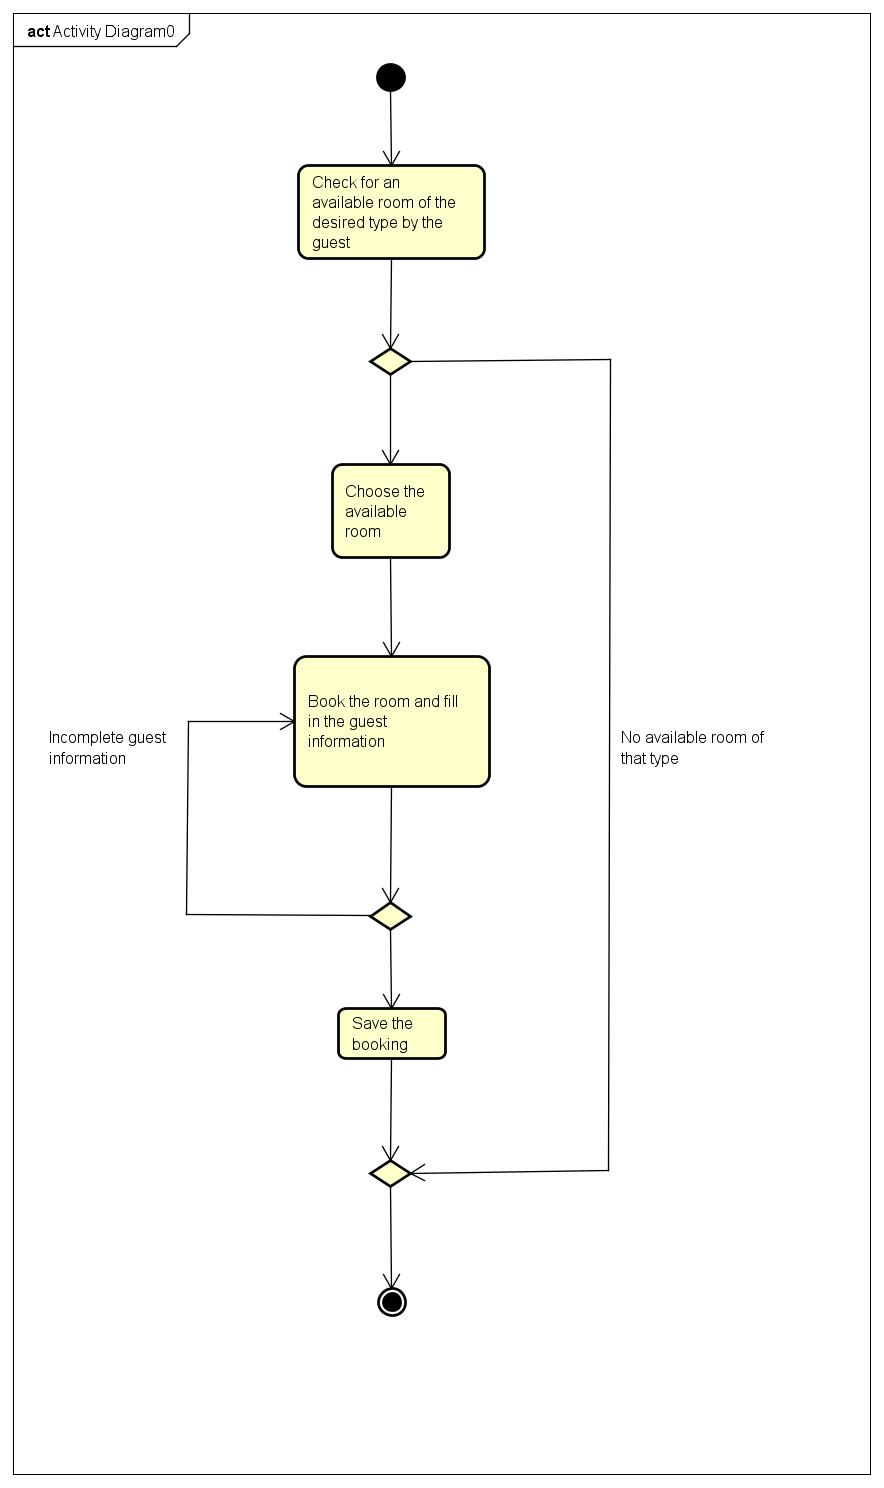 act Activity Diagram0
Check for an
available room of the
desired type by the
guest
Choose the
available
room
Book the room and fill
in the guest
information
Incomplete guest
information
No available room of
that type
Save the
booking